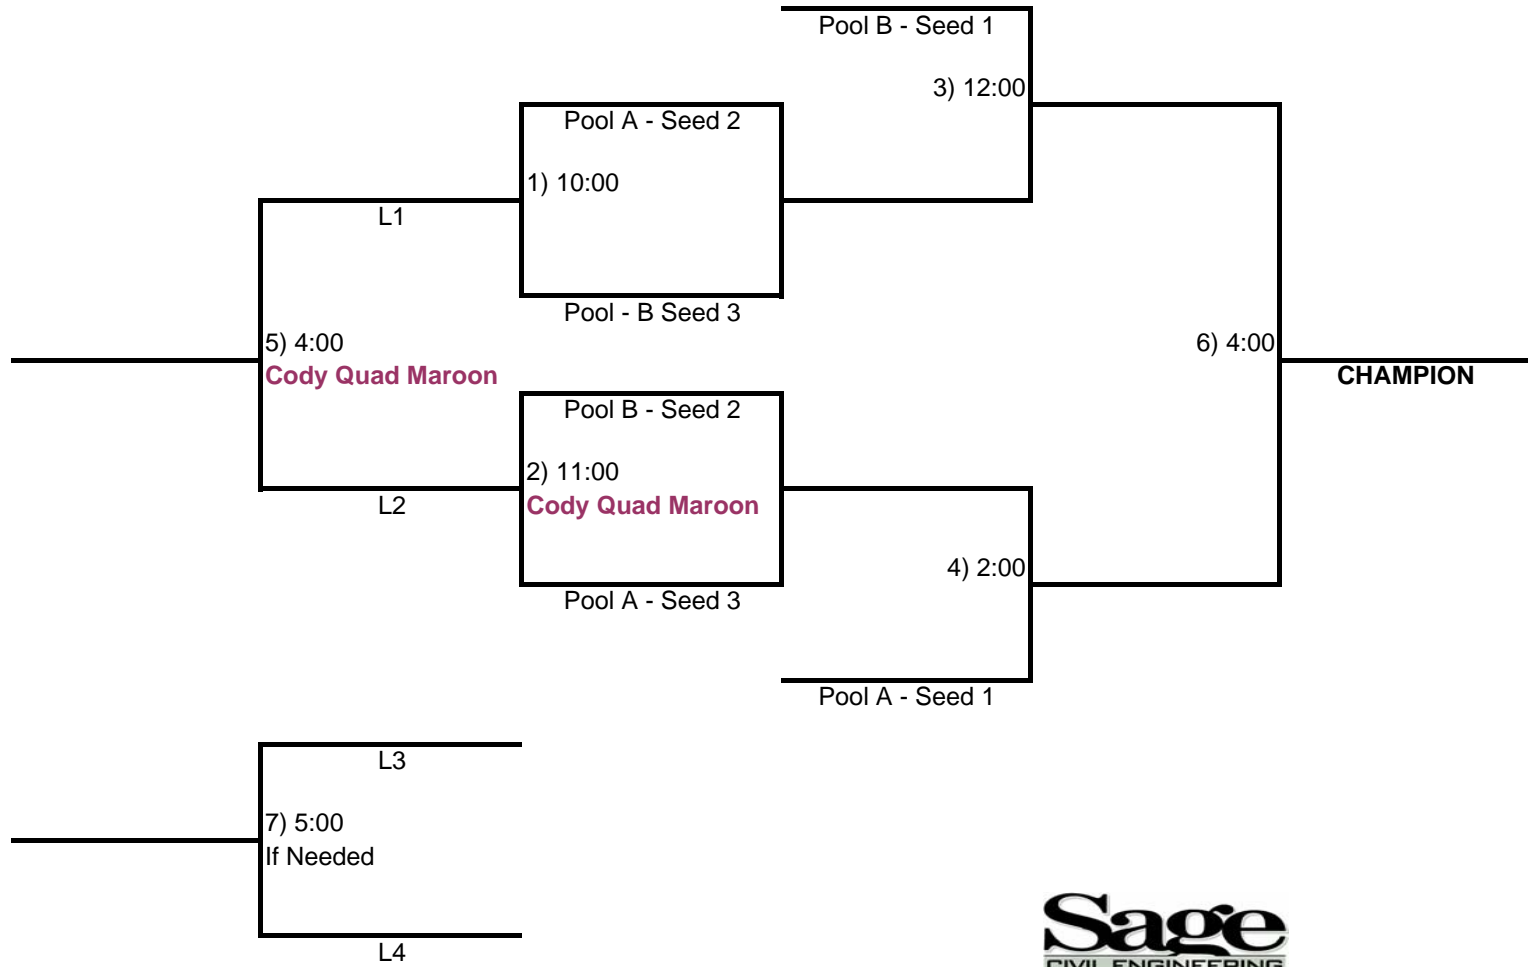 Pool B - Seed 1
3) 12:00
Pool A - Seed 2
1) 10:00
L1
Pool - B Seed 3
5) 4:00
Cody Quad Maroon
6) 4:00
CHAMPION
Pool B - Seed 2
2) 11:00
Cody Quad Maroon
L2
4) 2:00
Pool A - Seed 3
Pool A - Seed 1
L3
7) 5:00
If Needed
L4
Sage
CIVIL ENGINEERING